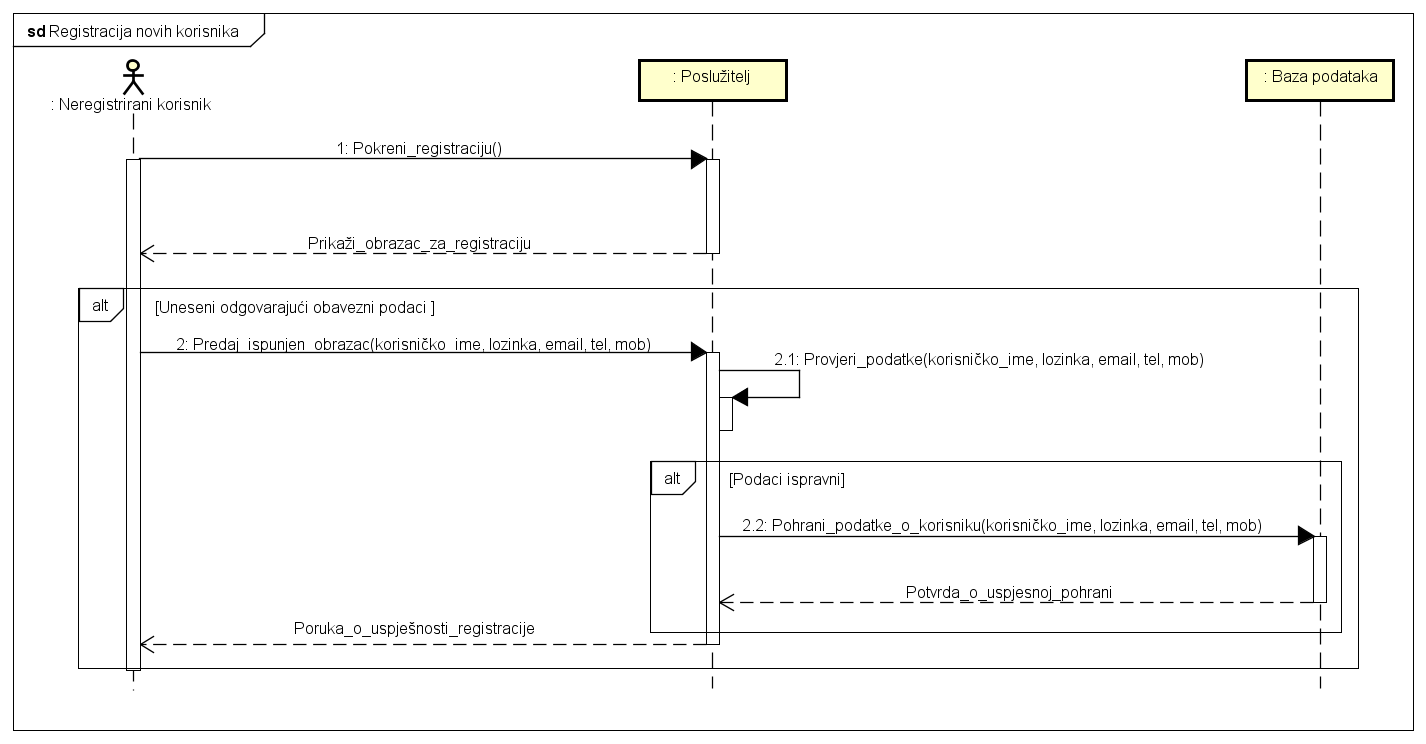 sd Registracija novih korisnika
: Neregistrirani korisnik
: Poslužitelj
: Baza podataka
1: Pokreni_registraciju()
Prikaži_obrazac_za_registraciju
alt
[Uneseni odgovarajući obavezni podaci ]
2: Predaj_ispunjen_obrazac(korisničko_ime, lozinka, email, tel, mob)
2.1: Provjeri_podatke(korisničko_ime, lozinka, email, tel, mob)
alt
[Podaci ispravni]
2.2: Pohrani_podatke_o_korisniku(korisničko_ime, lozinka, email, tel, mob)
Potvrda_o_uspjesnoj_pohrani
Poruka_o_uspješnosti_registracije